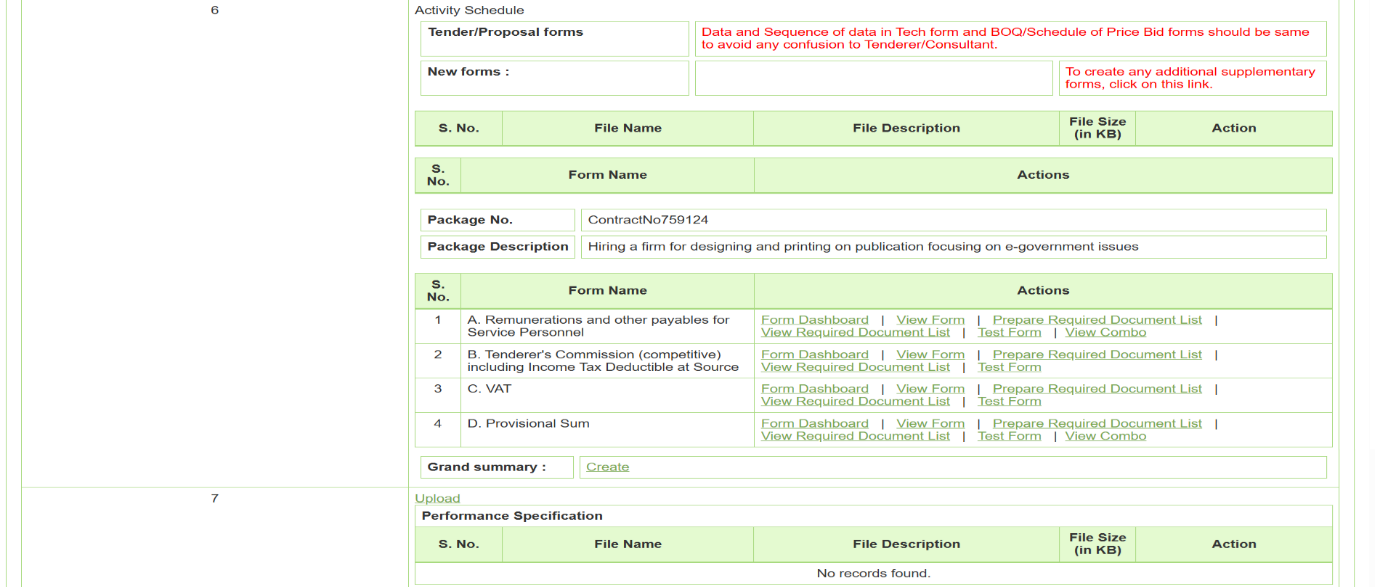 6
Activity Schedule
Tender/Proposal forms
Data and Sequence of data in Tech form and BOQ/Schedule of Price Bid forms should be same
to avoid any confusion to Tenderer/Consultant.
New forms :
To create any additional supplementary
forms, click on this link.
S. No. File Name File Description File Size (in KB) Action
S. No. Form Name Actions
Package No. ContractNo759124
Package Description Hiring a firm for designing and printing on publication focusing on e-government issues
S. No. Form Name Actions
1 A. Remunerations and other payables for
Service Personnel
Form Dashboard | View Form | Prepare Required Document List |
View Required Document List | Test Form | View Combo
2 B. Tenderer's Commission (competitive)
including Income Tax Deductible at Source
Form Dashboard | View Form | Prepare Required Document List |
View Required Document List | Test Form
3 C. VAT
Form Dashboard | View Form | Prepare Required Document List |
View Required Document List | Test Form
4 D. Provisional Sum
Form Dashboard | View Form | Prepare Required Document List |
View Required Document List | Test Form | View Combo
Grand summary : Create
7
Upload
Performance Specification
S. No. File Name File Description File Size (in KB) Action
No records found.